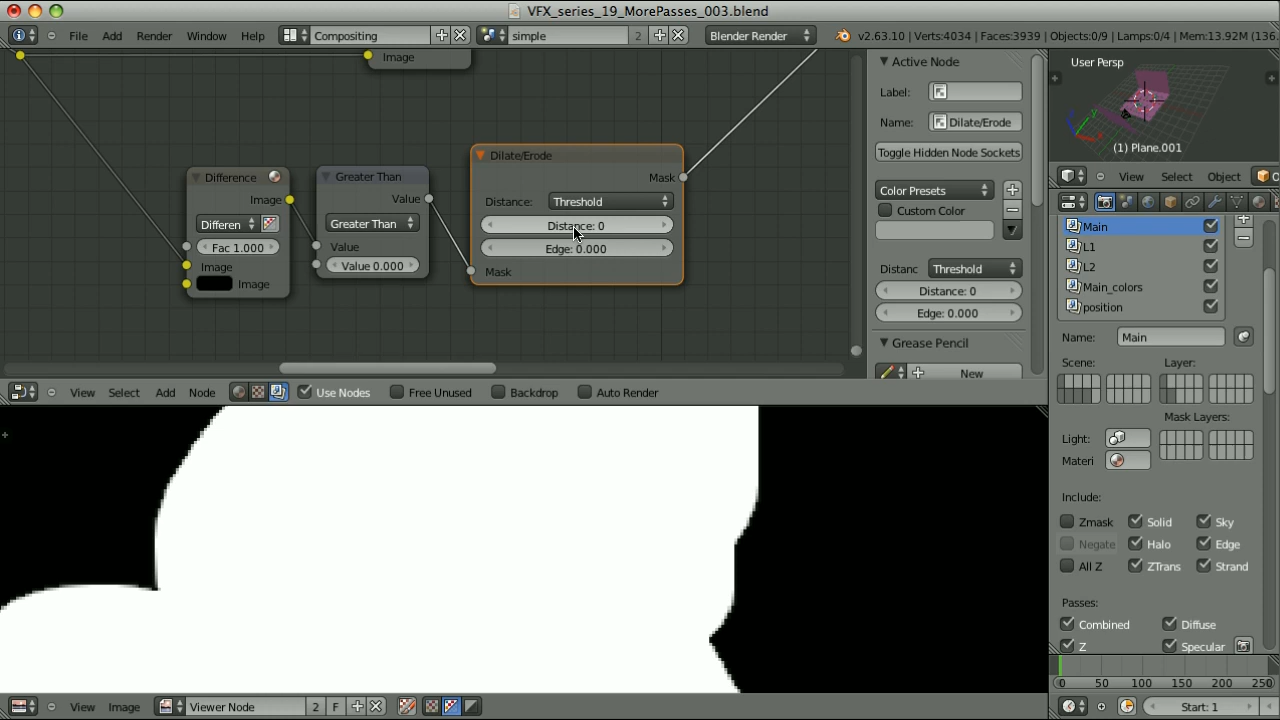 VFX_series_19_MorePasses_003.blend
File Add Render Window Help Compositing simple 2 Blender Render v2.63.10 | Verts:4034 | Faces:3939 | Objects:0/9 | Lamps:0/4 | Mem:13.92M (136.
Image
Active Node
Label:
Name: Dilate/Erode
Toggle Hidden Node Sockets
Color Presets
Custom Color
Distanc Threshold
Distance: 0
Edge: 0.000
Grease Pencil
New
Difference
Image
Differen
Fac 1.000
Image
Image
Greater Than
Value
Greater Than
Value
Value 0.000
Dilate/Erode
Mask
Distance: Threshold
Distance: 0
Edge: 0.000
Mask
View Select Add Node Use Nodes Free Unused Backdrop Auto Render
User Persp
(1) Plane.001
View Select Object O
Main
L1
L2
Main_colors
position
Name: Main
Scene: Layer:
Mask Layers:
Light:
Materi
Include:
Zmask Solid Sky
Negate Halo Edge
All Z ZTrans Strand
Passes:
Combined Diffuse
Z Specular
0 50 100 150 200 250
Start: 1
View Image Viewer Node 2 F